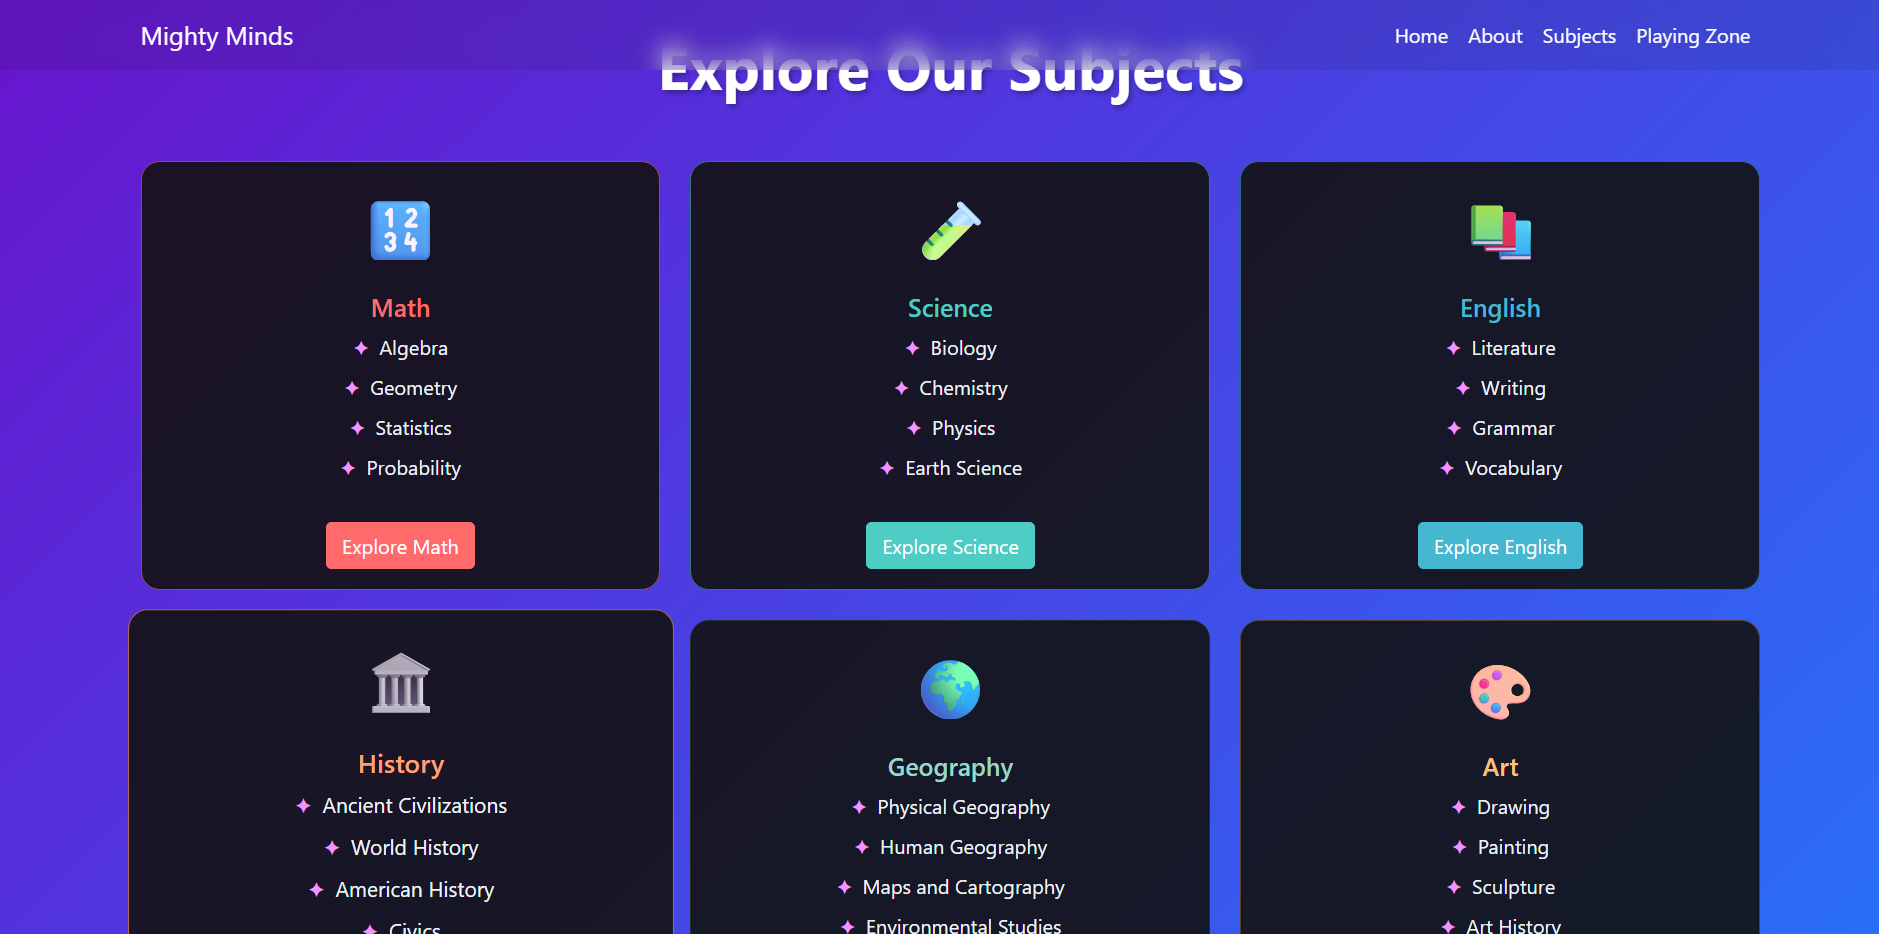 Mighty Minds
Home About Subjects Playing Zone
Explore Our Subjects
1 2
3 4
Math
✦ Algebra
✦ Geometry
✦ Statistics
✦ Probability
Explore Math
Science
✦ Biology
✦ Chemistry
✦ Physics
✦ Earth Science
Explore Science
English
✦ Literature
✦ Writing
✦ Grammar
✦ Vocabulary
Explore English
History
✦ Ancient Civilizations
✦ World History
✦ American History
✦ Civics
Geography
✦ Physical Geography
✦ Human Geography
✦ Maps and Cartography
✦ Environmental Studies
Art
✦ Drawing
✦ Painting
✦ Sculpture
✦ Art History